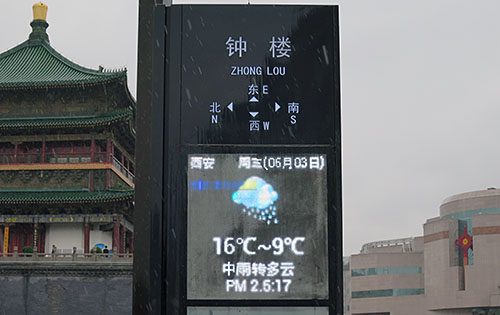 钟楼
ZHONG LOU
东 E
北 N
南 S
西 W
西安 周三(06月03日)
16℃~9℃
中雨转多云
PM 2.5:17